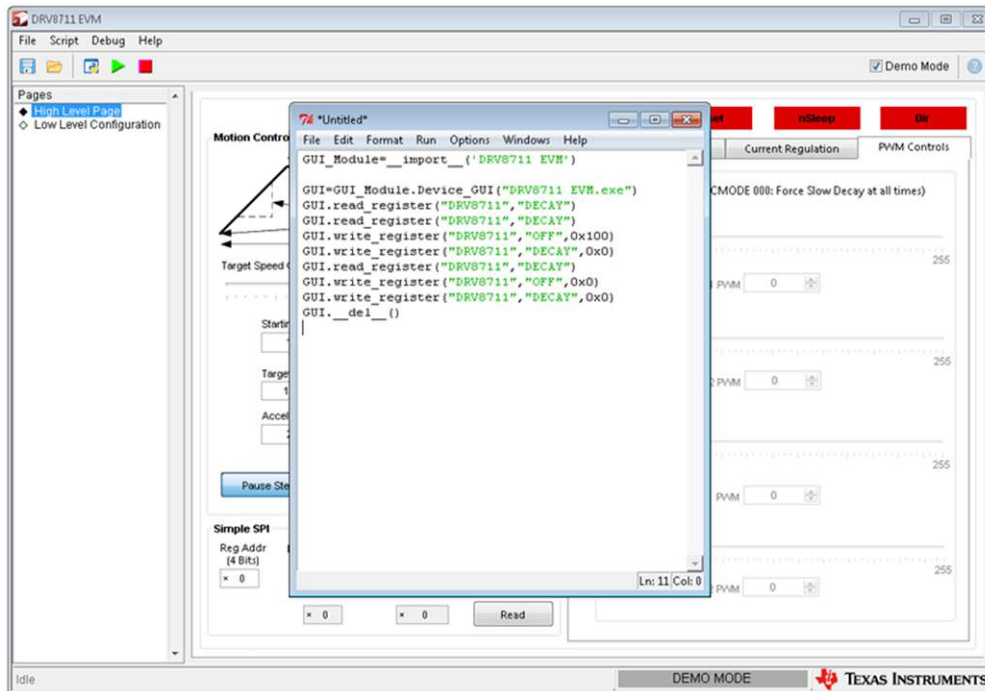 DRV8711 EVM
File Script Debug Help
Demo Mode
Pages
High Level Page
Low Level Configuration
nSleep
Dir
Motion Contro
Current Regulation
PWM Controls
CMODE 000: Force Slow Decay at all times)
*Untitled*
File Edit Format Run Options Windows Help
GUI_Module=__import__('DRV8711 EVM')
GUI=GUI_Module.Device_GUI("DRV8711 EVM.exe")
GUI.read_register("DRV8711","DECAY")
GUI.read_register("DRV8711","DECAY")
GUI.write_register("DRV8711","OFF",0x100)
GUI.write_register("DRV8711","DECAY",0x0)
GUI.read_register("DRV8711","DECAY")
GUI.write_register("DRV8711","OFF",0x0)
GUI.write_register("DRV8711","DECAY",0x0)
GUI.__del__()
Ln: 11 Col: 0
Target Speed
Startin
Targe
Accel
Pause Ste
255
PWM 0
255
PWM 0
255
PWM 0
255
PWM 0
Simple SPI
Reg Addr
(4 Bits)
× 0
× 0 × 0 Read
Idle
DEMO MODE
TEXAS INSTRUMENTS